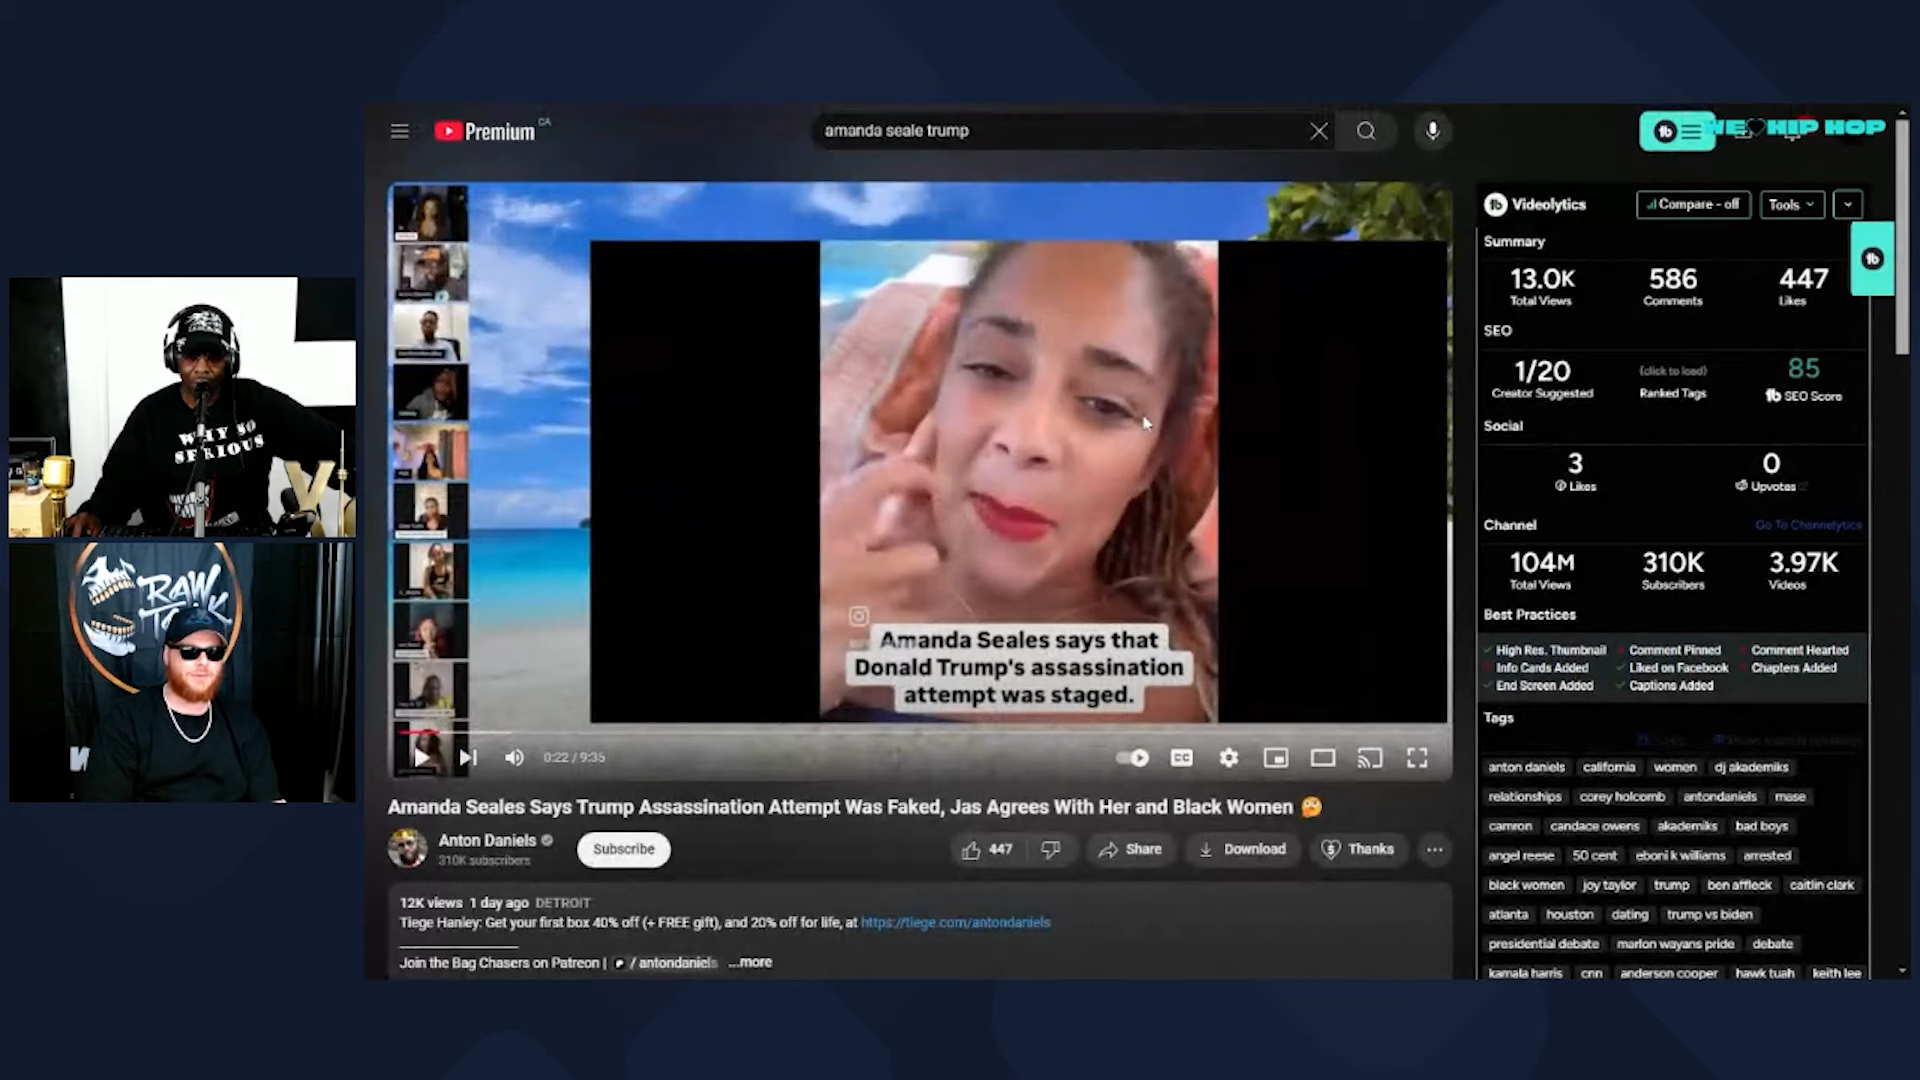 Premium CA
amanda seale trump
WE HIP HOP
Videolytics
Compare - off
Tools
Summary
13.0K
586
447
Total Views
Comments
Likes
SEO
1/20
(click to load)
85
Creator Suggested
Ranked Tags
SEO Score
Social
3
0
Likes
Upvotes
Channel
Go To Channelytics
104M
310K
3.97K
Total Views
Subscribers
Videos
Best Practices
High Res. Thumbnail
Comment Pinned
Comment Hearted
Info Cards Added
Liked on Facebook
Chapters Added
End Screen Added
Captions Added
Tags
anton daniels california women dj akademiks
relationships corey holcomb antondaniels mase
camron candace owens akademiks bad boys
angel reese 50 cent eboni k williams arrested
black women joy taylor trump ben affleck caitlin clark
atlanta houston dating trump vs biden
presidential debate marlon wayans pride debate
kamala harris cnn anderson cooper hawk tuah keith lee
WHY SO
SERIOUS
RAW
TALK
Amanda Seales says that
Donald Trump's assassination
attempt was staged.
0:22 / 9:35
CC
Amanda Seales Says Trump Assassination Attempt Was Faked, Jas Agrees With Her and Black Women
Anton Daniels
310K subscribers
Subscribe
447
Share
Download
Thanks
12K views 1 day ago DETROIT
Tiege Hanley: Get your first box 40% off (+ FREE gift), and 20% off for life, at https://tiege.com/antondaniels
Join the Bag Chasers on Patreon | / antondaniels ...more